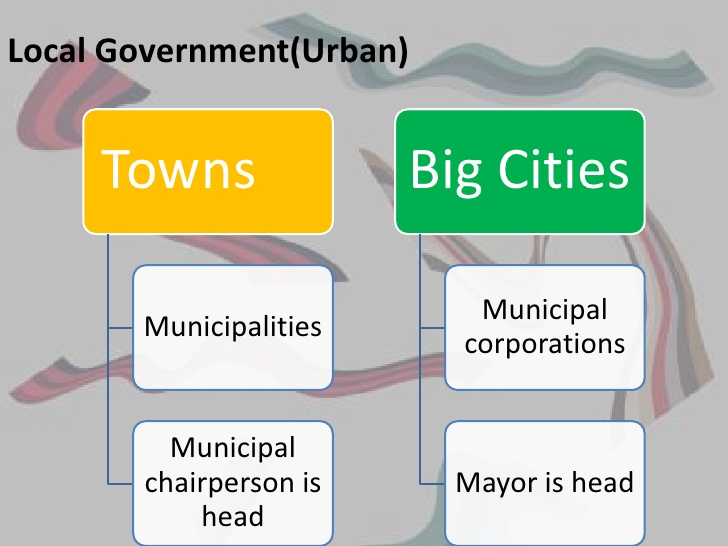 Local Government(Urban)
Towns
Municipalities
Municipal
chairperson is
head
Big Cities
Municipal
corporations
Mayor is head